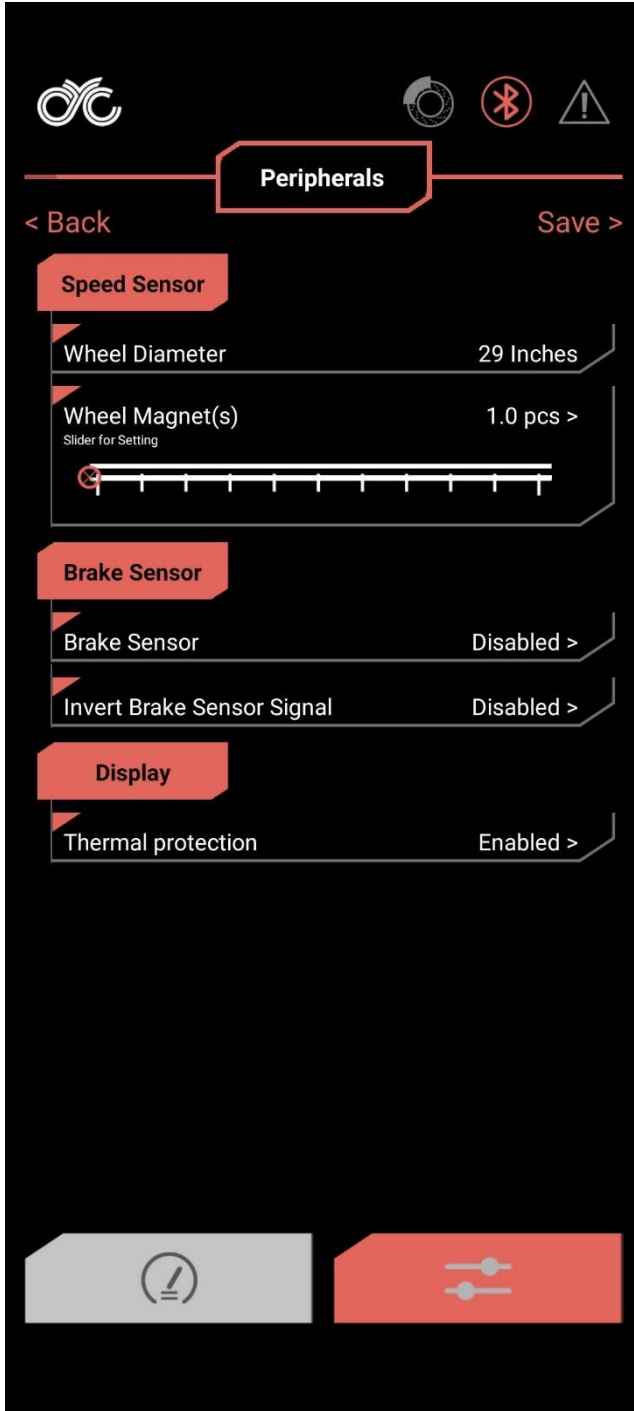 CYC
Peripherals
< Back
Save >
Speed Sensor
Wheel Diameter 29 Inches
Wheel Magnet(s) 1.0 pcs >
Slider for Setting
Brake Sensor
Brake Sensor Disabled >
Invert Brake Sensor Signal Disabled >
Display
Thermal protection Enabled >